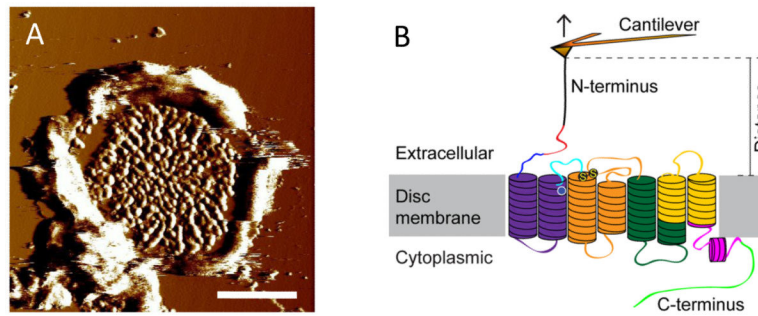 A
B
Cantilever
N-terminus
Extracellular
S-S
Disc
membrane
Cytoplasmic
C-terminus